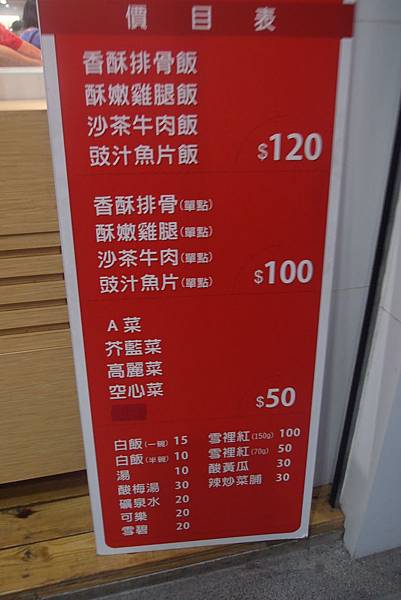 價目表
香酥排骨飯
酥嫩雞腿飯
沙茶牛肉飯
豉汁魚片飯 $120
香酥排骨(單點)
酥嫩雞腿(單點)
沙茶牛肉(單點)
豉汁魚片(單點) $100
A菜
芥藍菜
高麗菜
空心菜 $50
白飯(一碗) 15
白飯(半碗) 10
湯 10
酸梅湯 30
礦泉水 20
可樂 20
雪碧 20
雪裡紅(150g) 100
雪裡紅(70g) 50
酸黃瓜 30
辣炒菜脯 30